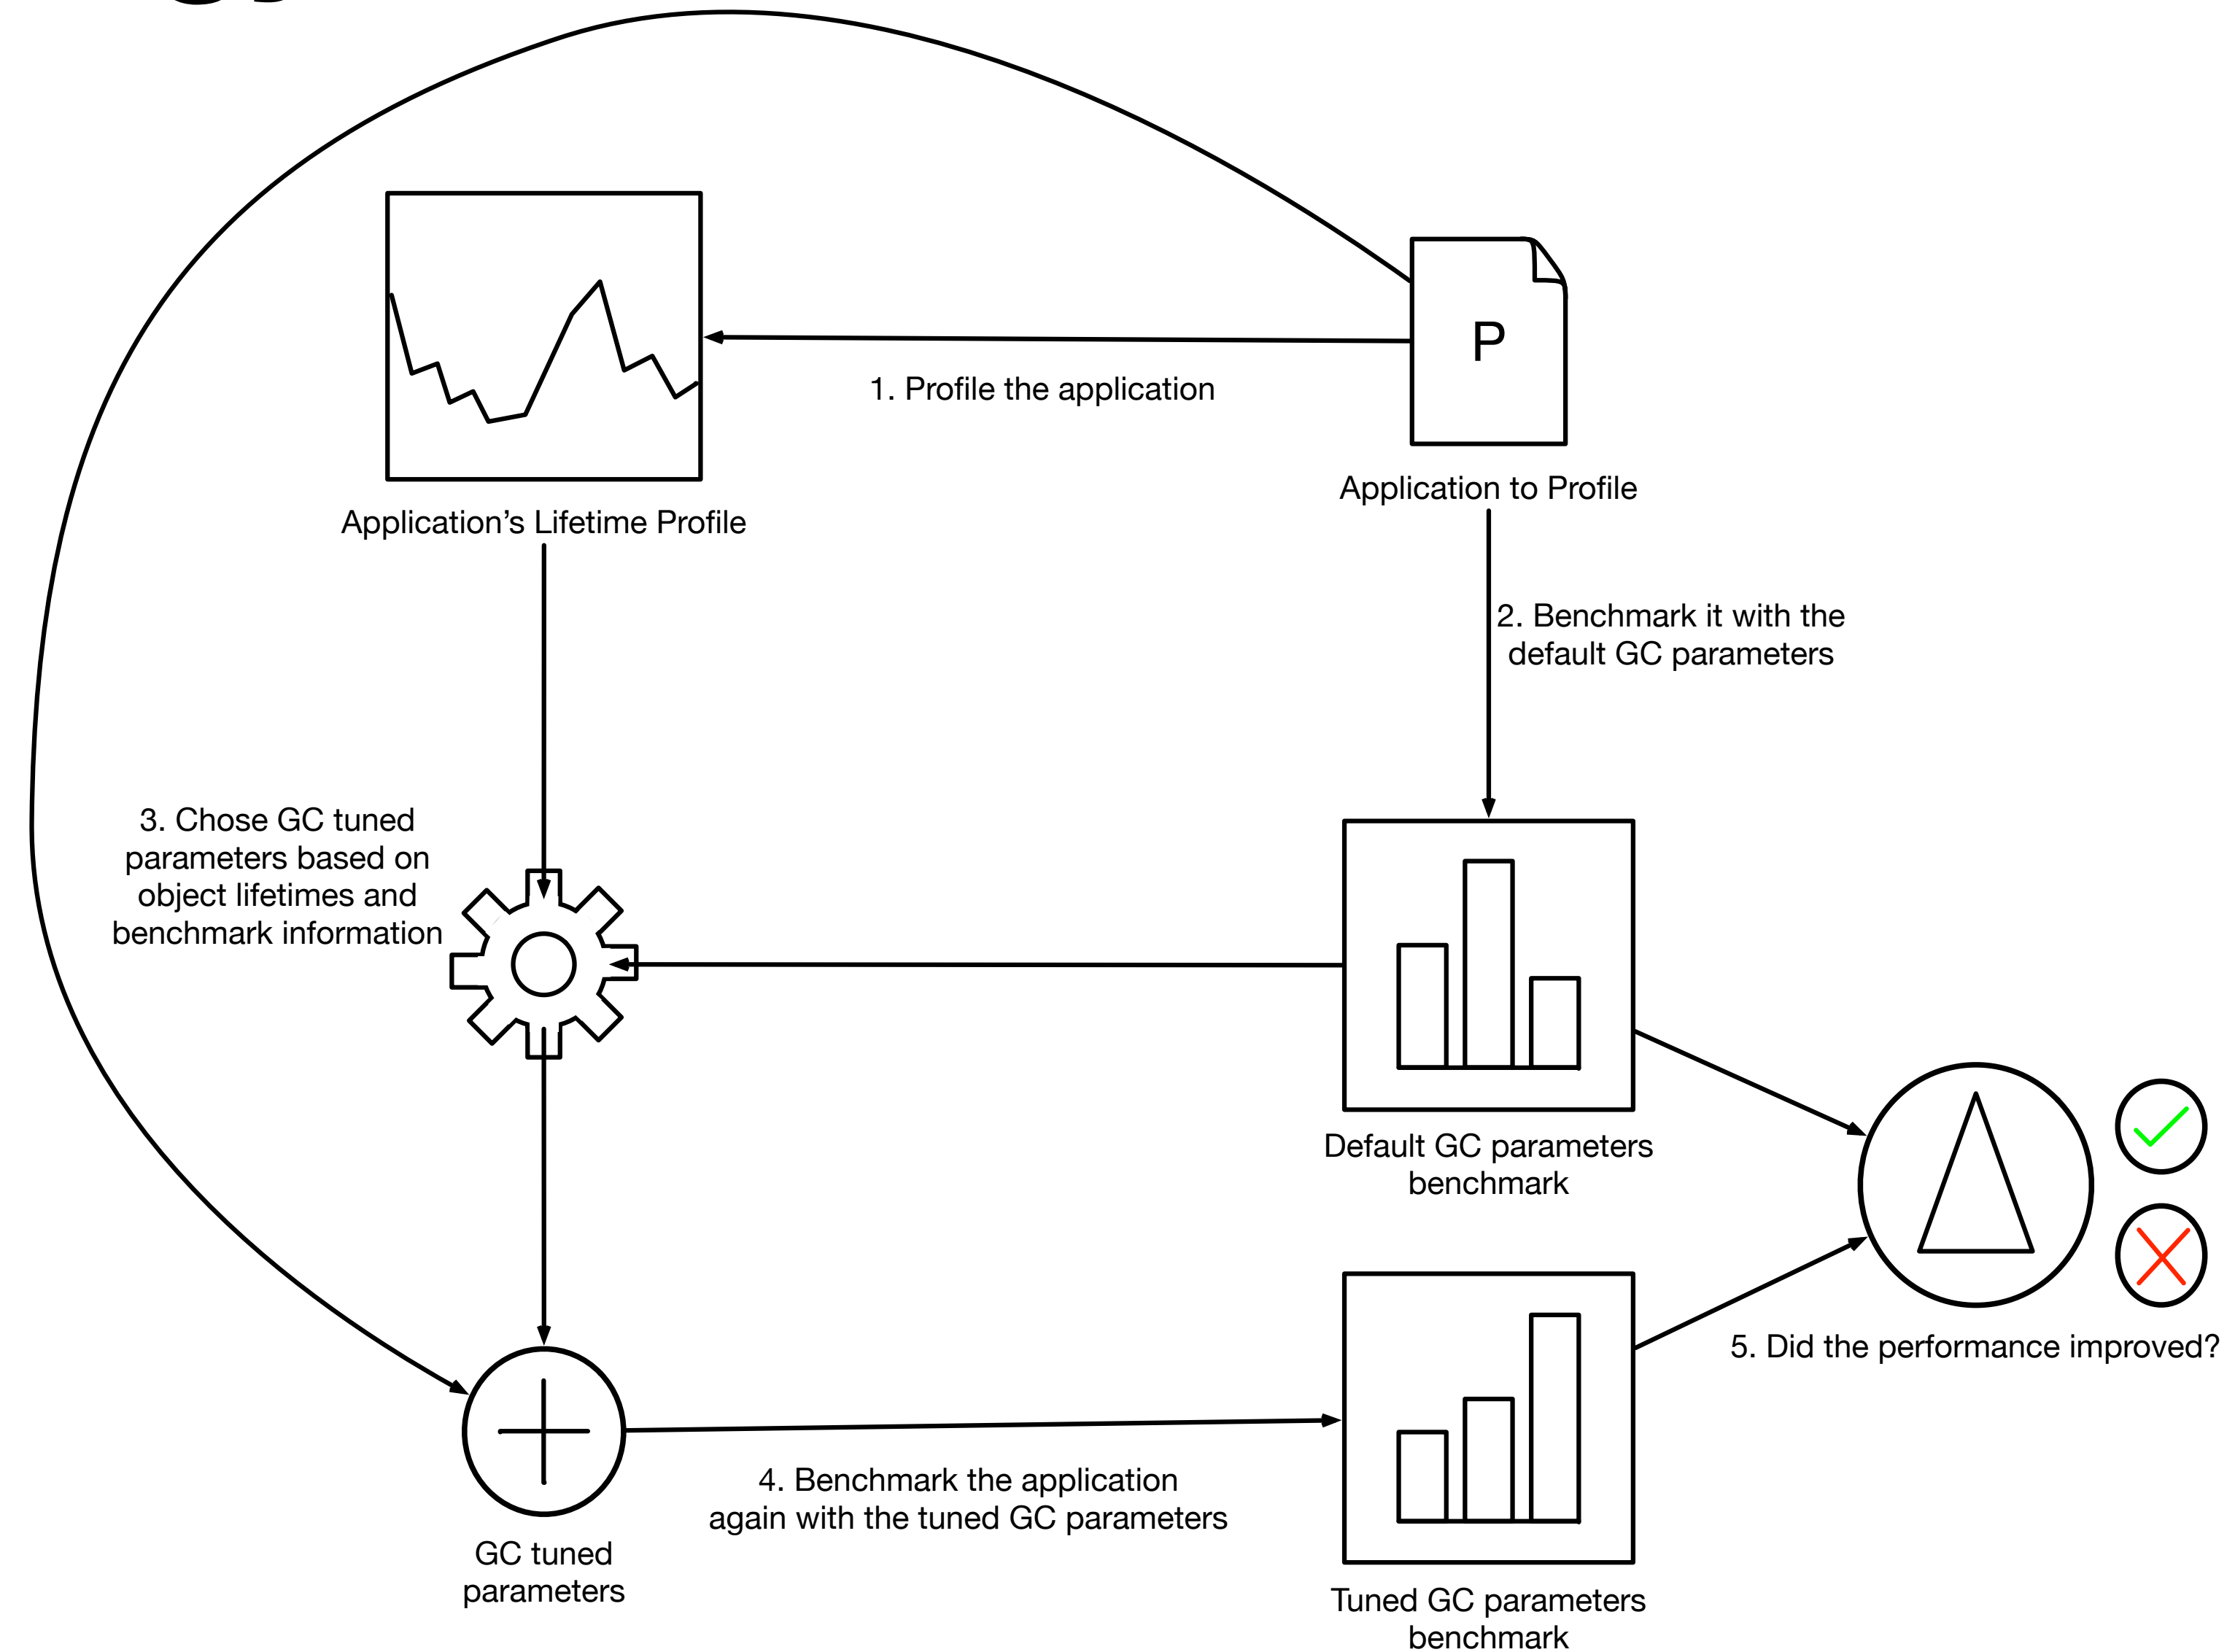 P
1. Profile the application
Application to Profile
Application’s Lifetime Profile
2. Benchmark it with the
default GC parameters
3. Chose GC tuned
parameters based on
object lifetimes and
benchmark information
Default GC parameters
benchmark
5. Did the performance improved?
4. Benchmark the application
again with the tuned GC parameters
GC tuned
parameters
Tuned GC parameters
benchmark